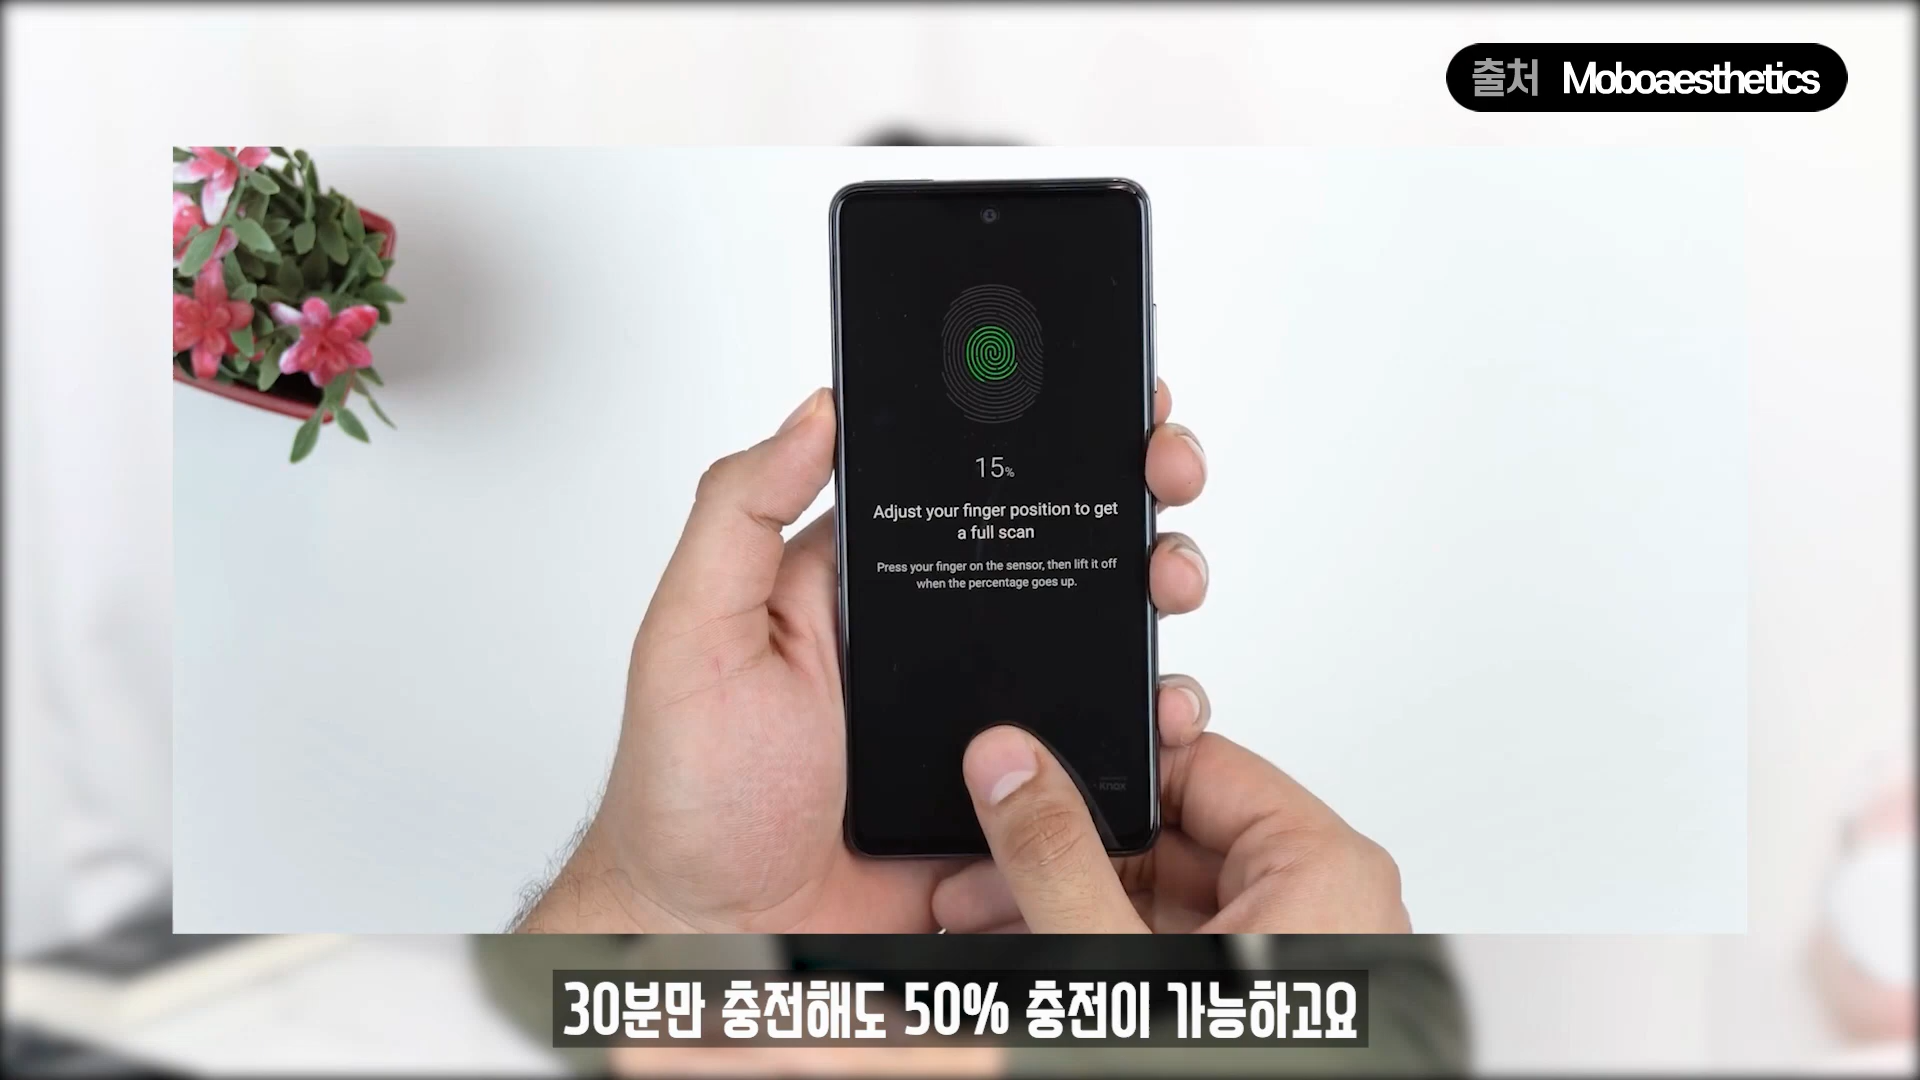 출처 Moboaesthetics
15%
Adjust your finger position to get
a full scan
Press your finger on the sensor, then lift it off
when the percentage goes up.
Knox
30분만 충전해도 50% 충전이 가능하고요